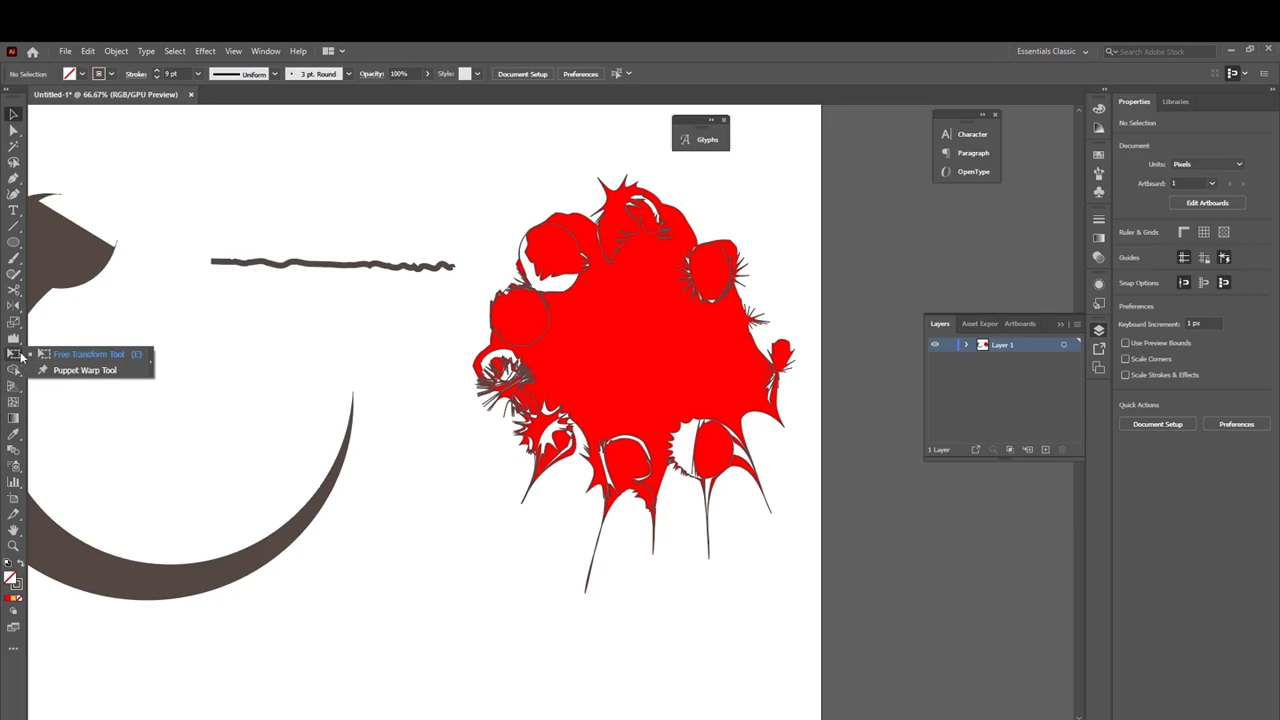 Ai File Edit Object Type Select Effect View Window Help Essentials Classic Search Adobe Stock
No Selection Stroke: 9 pt Uniform 3 pt. Round Opacity: 100% Style: Document Setup Preferences
Untitled-1* @ 66.67% (RGB/GPU Preview)
Properties Libraries
No Selection
Document
Units: Pixels
Artboard: 1
Edit Artboards
Ruler & Grids
Guides
Snap Options
Preferences
Keyboard Increment: 1 px
Use Preview Bounds
Scale Corners
Scale Strokes & Effects
Quick Actions
Document Setup Preferences
Glyphs
Character
Paragraph
OpenType
Layers Asset Expor Artboards
Layer 1
1 Layer
Free Transform Tool (E)
Puppet Warp Tool